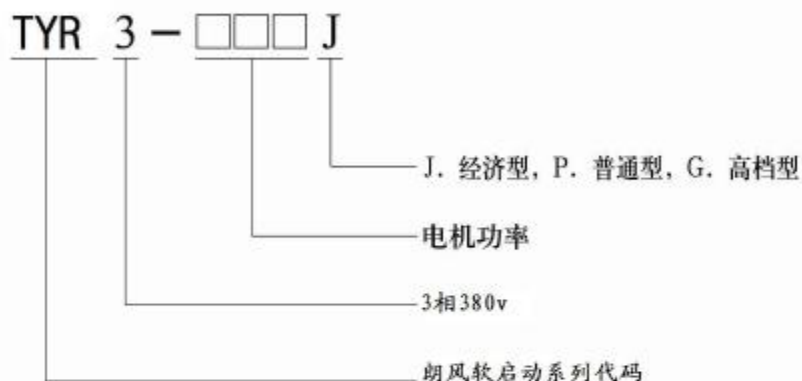 TYR 3-□□□ J
J. 经济型, P. 普通型, G. 高档型
电机功率
3相380v
朗风软启动系列代码